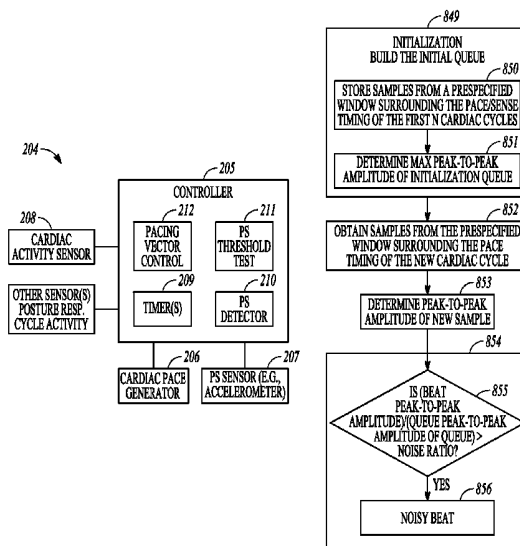 204
205
CONTROLLER
212
PACING
VECTOR
CONTROL
211
PS
THRESHOLD
TEST
208
CARDIAC
ACTIVITY SENSOR
209
TIMER(S)
210
PS
DETECTOR
OTHER SENSOR(S)
POSTURE RESP.
CYCLE ACTIVITY
206
CARDIAC PACE
GENERATOR
207
PS SENSOR (E.G.,
ACCELEROMETER)
849
INITIALIZATION
BUILD THE INITIAL QUEUE
850
STORE SAMPLES FROM A PRESPECIFIED
WINDOW SURROUNDING THE PACE/SENSE
TIMING OF THE FIRST N CARDIAC CYCLES
851
DETERMINE MAX PEAK-TO-PEAK
AMPLITUDE OF INITIALIZATION QUEUE
852
OBTAIN SAMPLES FROM THE PRESPECIFIED
WINDOW SURROUNDING THE PACE
TIMING OF THE NEW CARDIAC CYCLE
853
DETERMINE PEAK-TO-PEAK
AMPLITUDE OF NEW SAMPLE
854
855
IS (BEAT
PEAK-TO-PEAK
AMPLITUDE)/(QUEUE PEAK-TO-PEAK
AMPLITUDE OF QUEUE) >
NOISE RATIO?
YES
856
NOISY BEAT